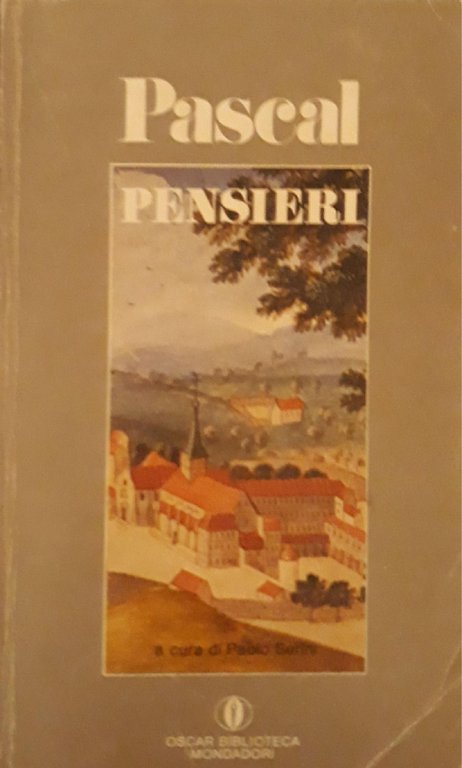 Pascal
PENSIERI
a cura di Paolo Serini
OSCAR BIBLIOTECA
MONDADORI